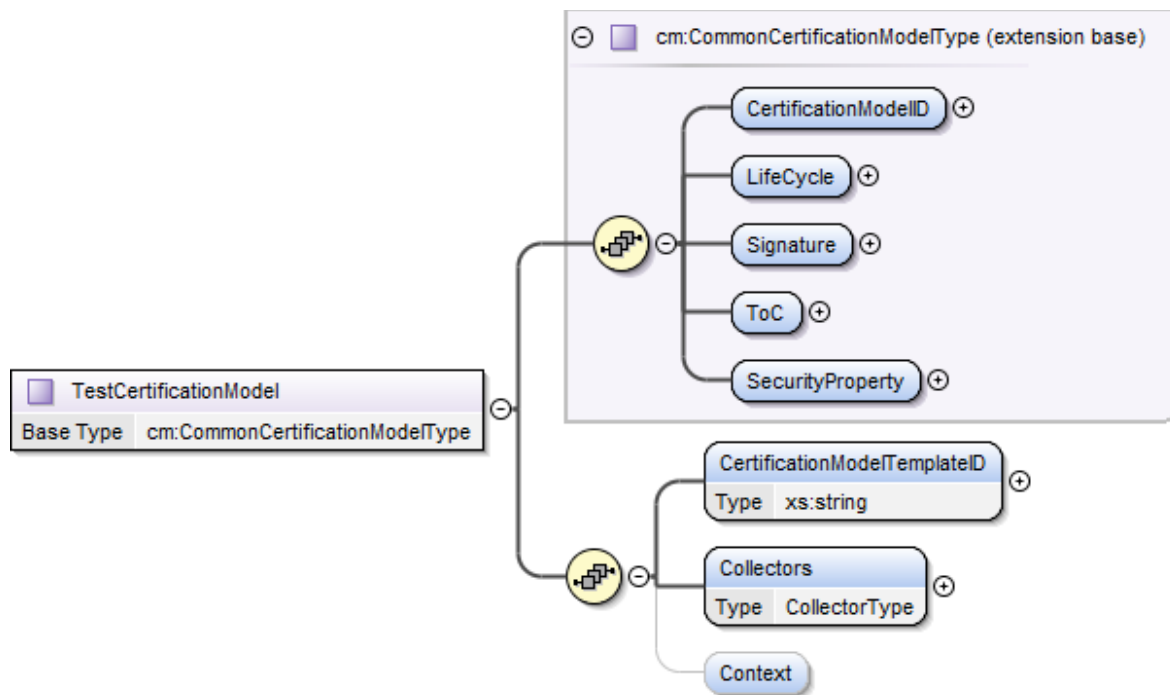 cm:CommonCertificationModelType (extension base)
CertificationModelID
LifeCycle
Signature
ToC
SecurityProperty
TestCertificationModel
Base Type cm:CommonCertificationModelType
CertificationModelTemplateID
Type xs:string
Collectors
Type CollectorType
Context